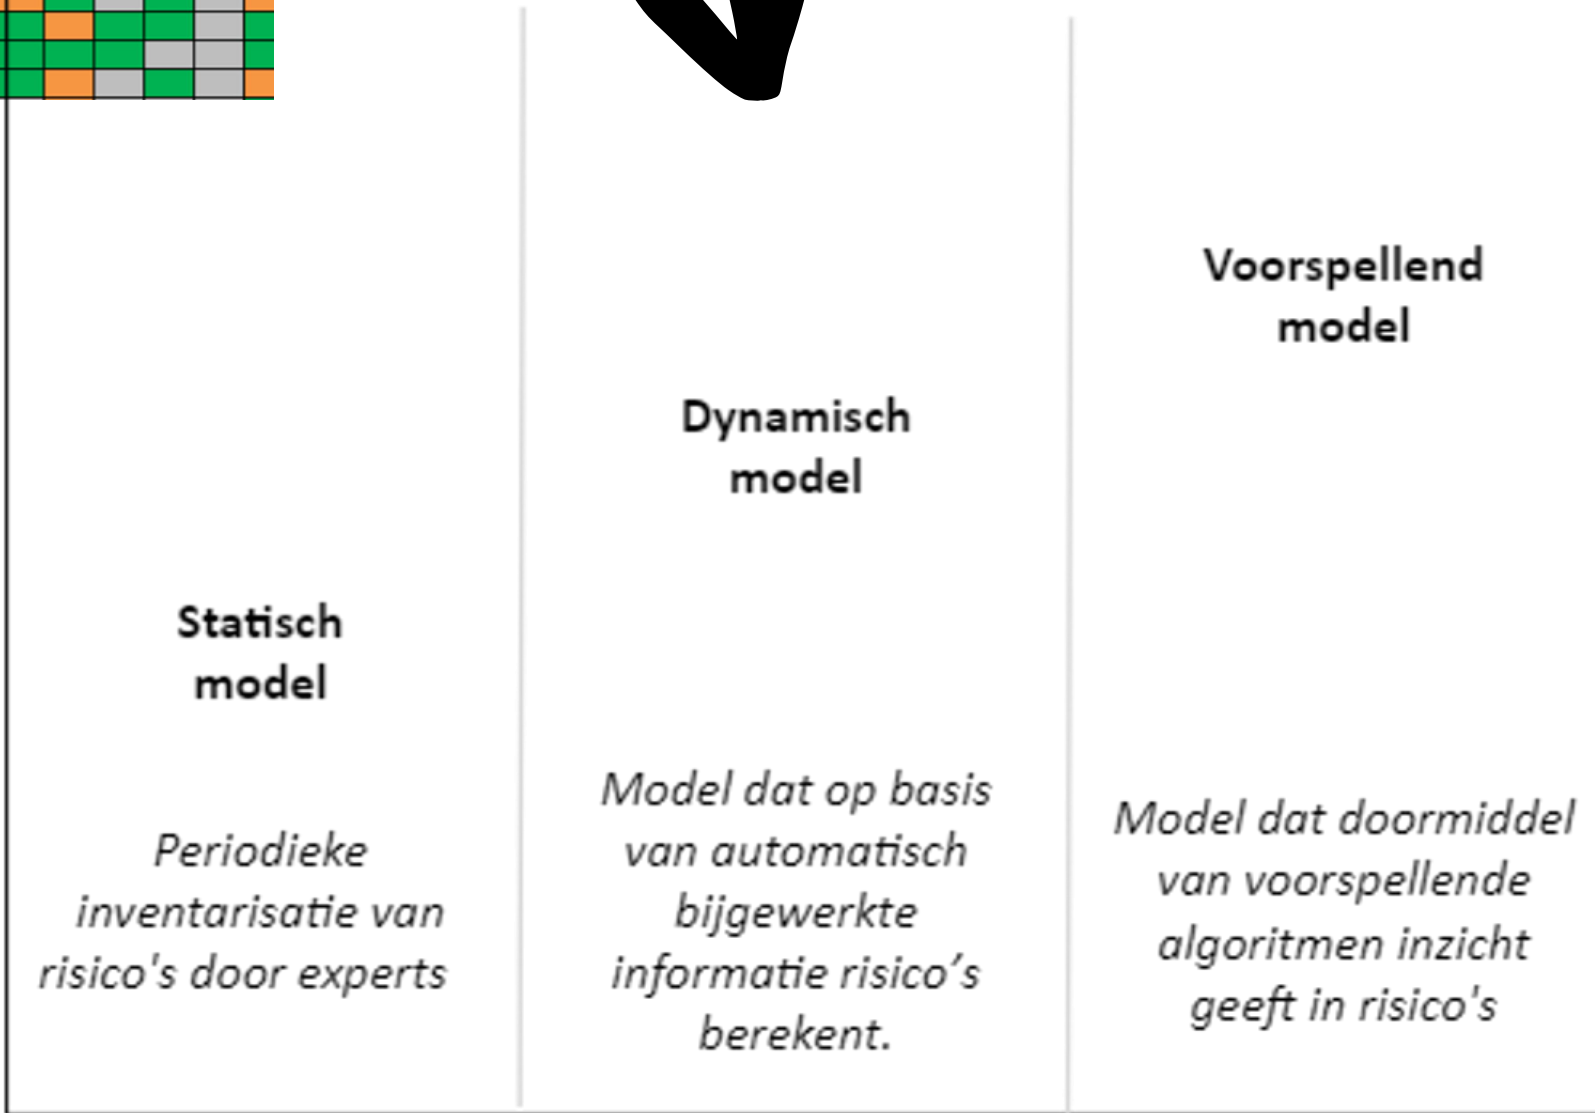 Statisch
model
Periodieke
inventarisatie van
risico's door experts
Dynamisch
model
Model dat op basis
van automatisch
bijgewerkte
informatie risico’s
berekent.
Voorspellend
model
Model dat doormiddel
van voorspellende
algoritmen inzicht
geeft in risico's